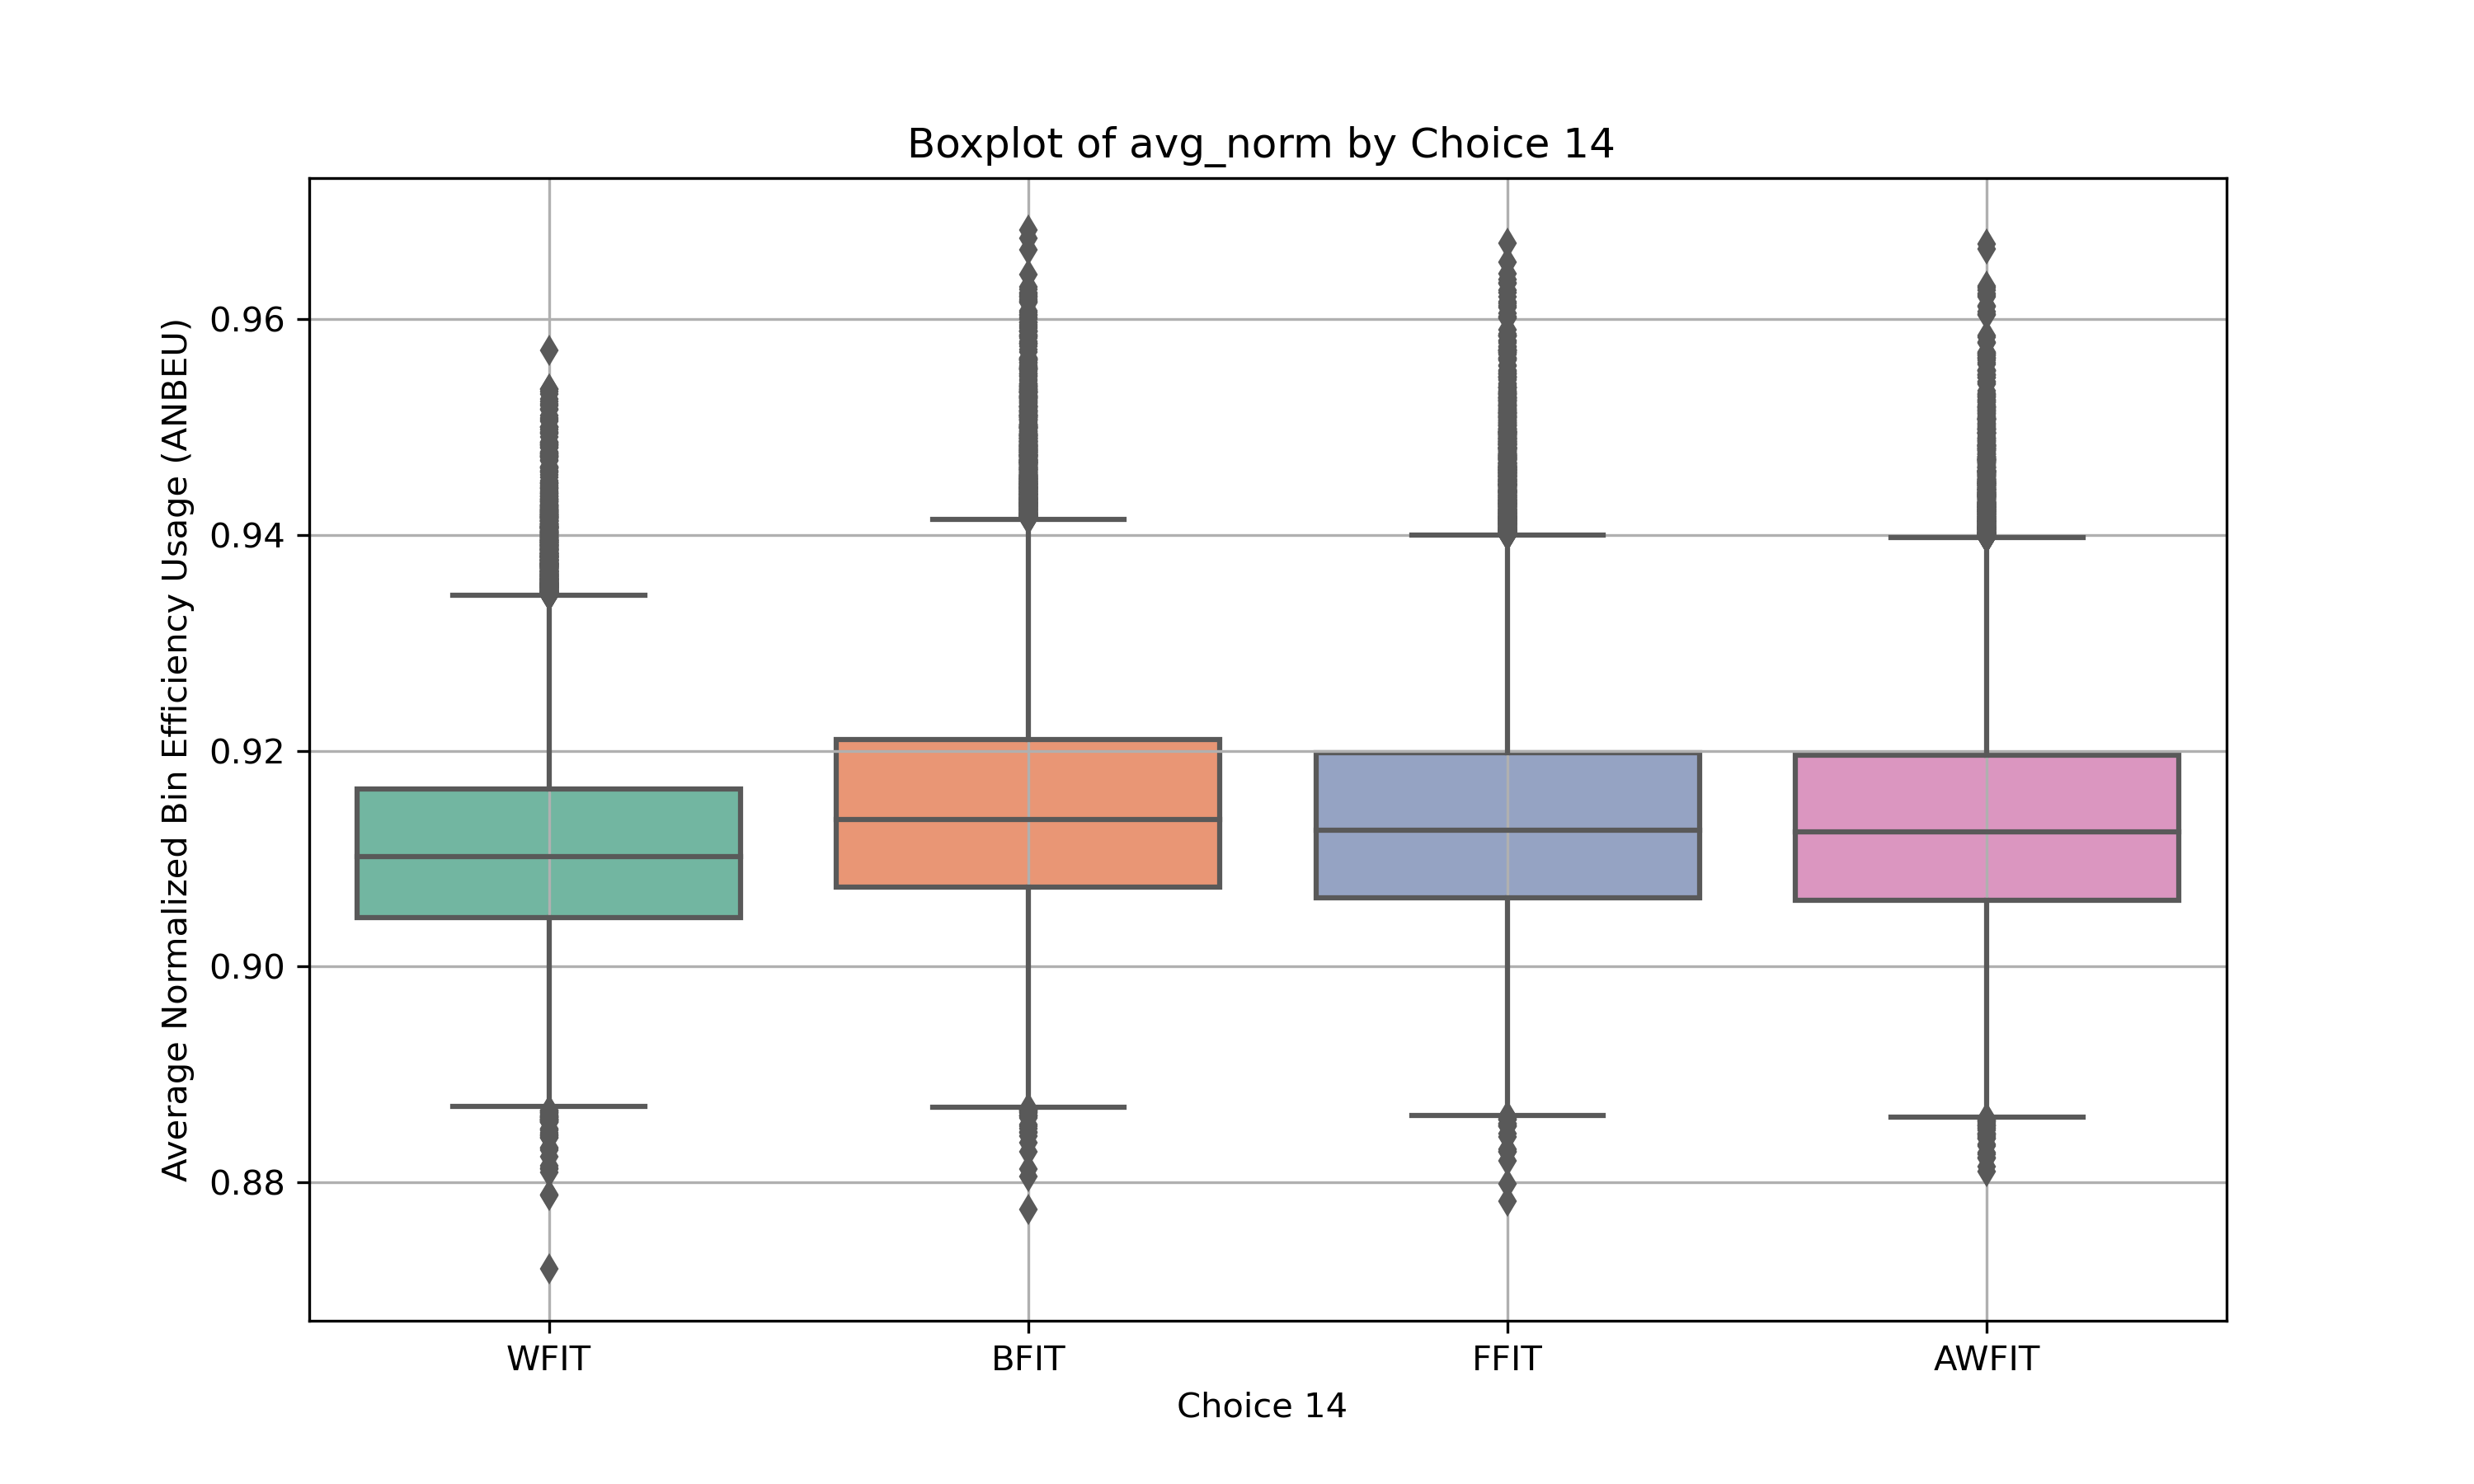 Boxplot of avg_norm by Choice 14
Average Normalized Bin Efficiency Usage (ANBEU)
0.96
0.94
0.92
0.90
0.88
WFIT BFIT FFIT AWFIT
Choice 14